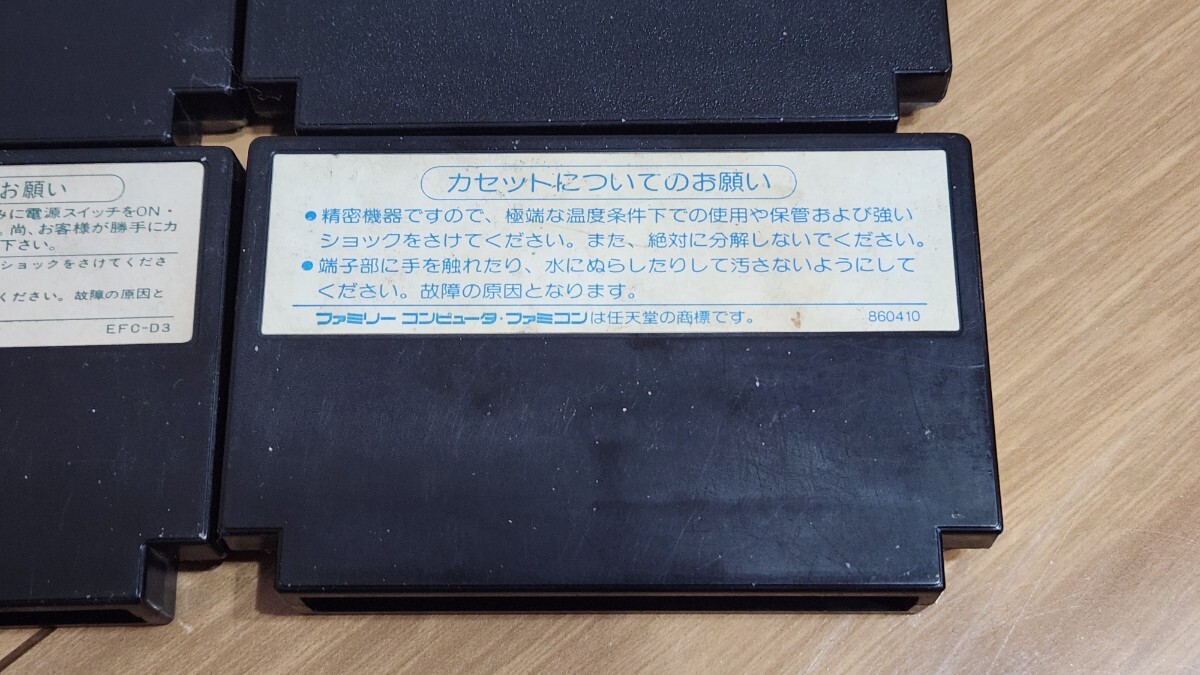 お願い
に電源スイッチをON・
。尚、お客様が勝手にカ
下さい。
ショックをさけてくださ
ください。故障の原因と
EFC-D3
カセットについてのお願い
●精密機器ですので、極端な温度条件下での使用や保管および強い
ショックをさけてください。また、絶対に分解しないでください。
●端子部に手を触れたり、水にぬらしたりして汚さないようにして
ください。故障の原因となります。
ファミリー コンピュータ・ファミコンは任天堂の商標です。 860410